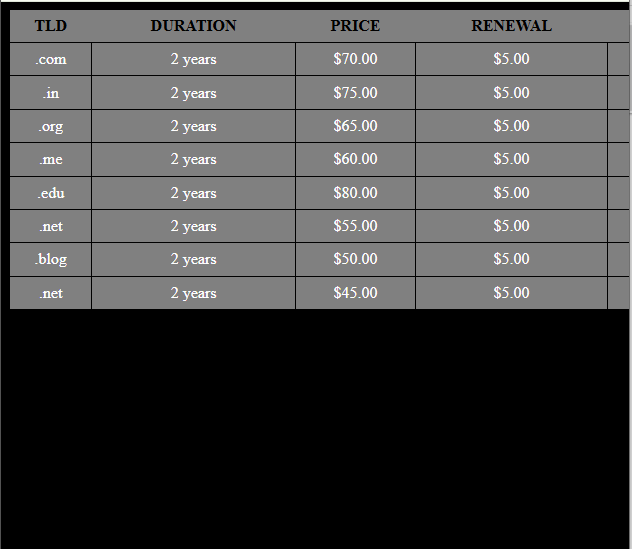 TLD DURATION PRICE RENEWAL
.com 2 years $70.00 $5.00
.in 2 years $75.00 $5.00
.org 2 years $65.00 $5.00
.me 2 years $60.00 $5.00
.edu 2 years $80.00 $5.00
.net 2 years $55.00 $5.00
.blog 2 years $50.00 $5.00
.net 2 years $45.00 $5.00